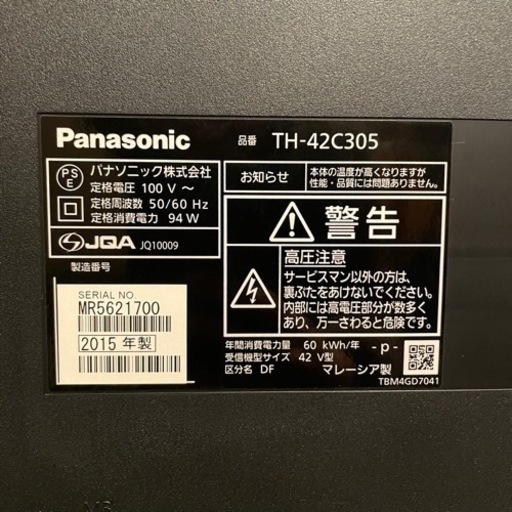 Panasonic 品番 TH-42C305
PS
E
パナソニック株式会社
定格電圧 100 V ～
定格周波数 50/60 Hz
定格消費電力 94 W
JQA JQ10009
製造番号
SERIAL NO.
MR5621700
2015 年製
お知らせ
本体の温度が高くなりますが
性能・品質には問題ありません。
警告
高圧注意
サービスマン以外の方は、
裏ぶたをあけないでください。
内部には高電圧部分が数多く
あり、万一さわると危険です。
年間消費電力量 60 kWh/年 -p-
受信機型サイズ 42 V型
区分名 DF マレーシア製
TBM4GD7041